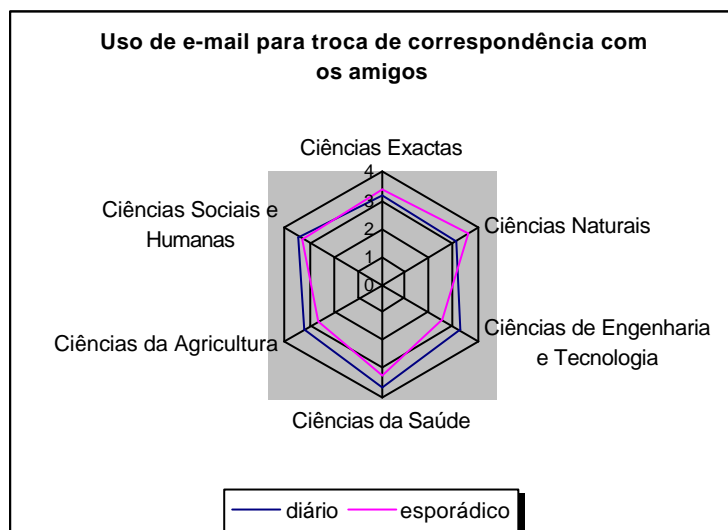 Uso de e-mail para troca de correspondência com
os amigos
Ciências Exactas
4
3
2
1
0
Ciências Naturais
Ciências de Engenharia
e Tecnologia
Ciências da Saúde
Ciências da Agricultura
Ciências Sociais e
Humanas
diário
esporádico